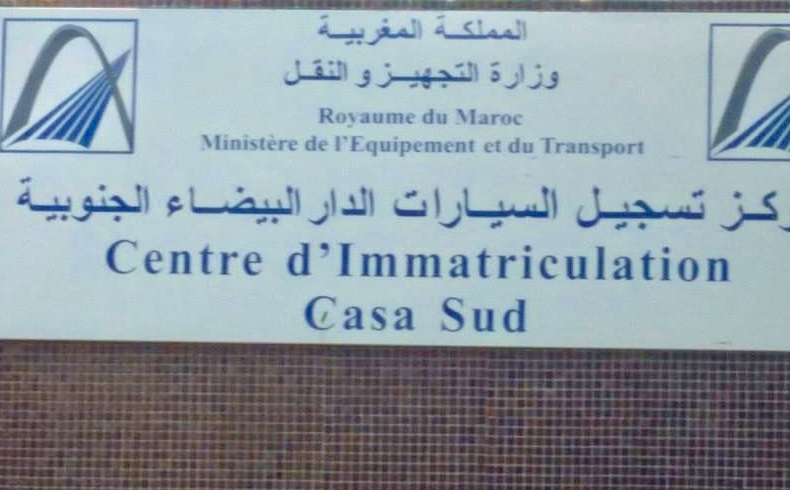 المملكة المغربية
وزارة التجهيز و النقل
Royaume du Maroc
Ministère de l'Equipement et du Transport
تسجيل السيارات الدار البيضاء الجنوبية
Centre d'Immatriculation
Casa Sud